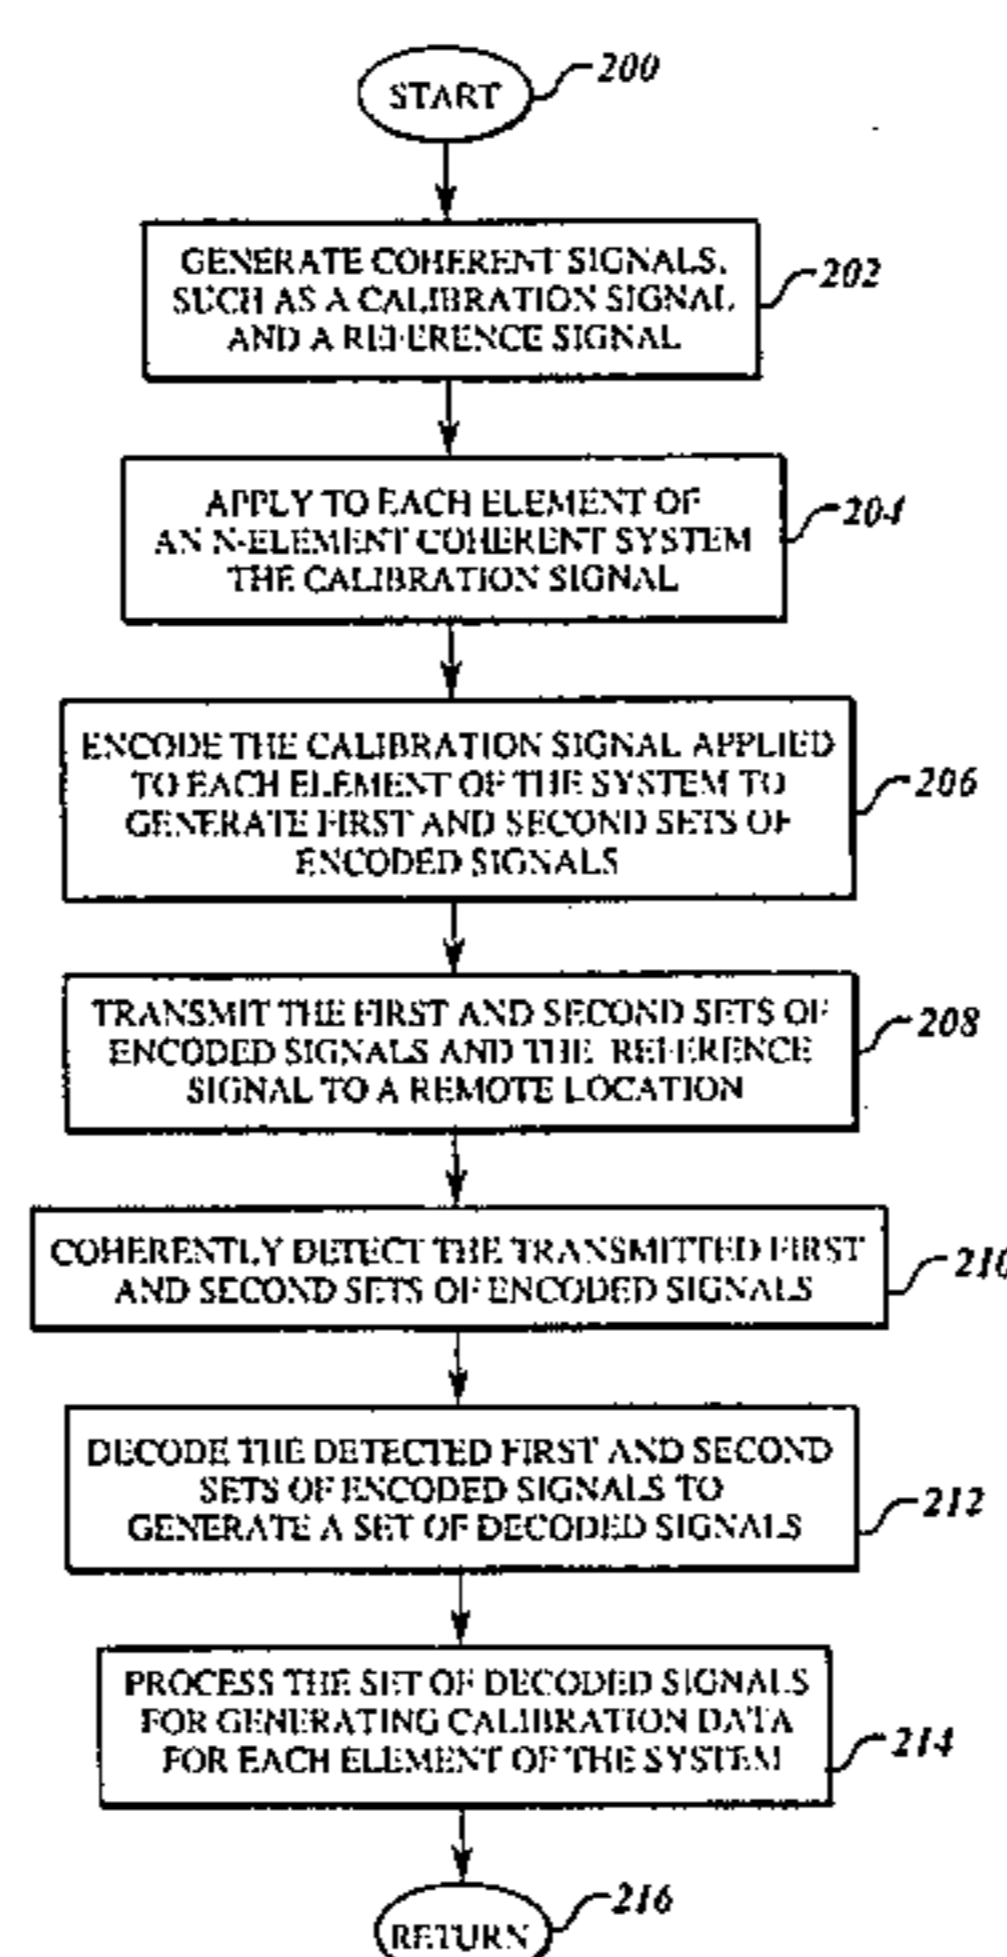 START
200
GENERATE COHERENT SIGNALS,
SUCH AS A CALIBRATION SIGNAL
AND A REFERENCE SIGNAL
202
APPLY TO EACH ELEMENT OF
AN N-ELEMENT COHERENT SYSTEM
THE CALIBRATION SIGNAL
204
ENCODE THE CALIBRATION SIGNAL APPLIED
TO EACH ELEMENT OF THE SYSTEM TO
GENERATE FIRST AND SECOND SETS OF
ENCODED SIGNALS
206
TRANSMIT THE FIRST AND SECOND SETS OF
ENCODED SIGNALS AND THE REFERENCE
SIGNAL TO A REMOTE LOCATION
208
COHERENTLY DETECT THE TRANSMITTED FIRST
AND SECOND SETS OF ENCODED SIGNALS
210
DECODE THE DETECTED FIRST AND SECOND
SETS OF ENCODED SIGNALS TO
GENERATE A SET OF DECODED SIGNALS
212
PROCESS THE SET OF DECODED SIGNALS
FOR GENERATING CALIBRATION DATA
FOR EACH ELEMENT OF THE SYSTEM
214
RETURN
216